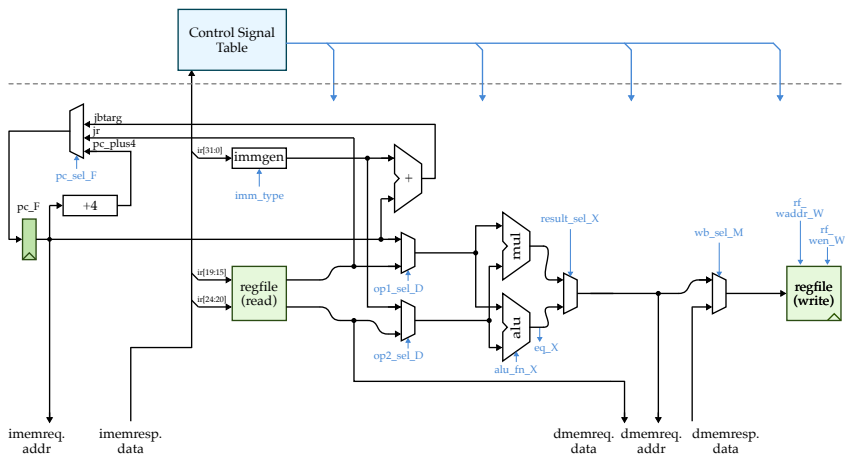 Control Signal
Table
jbtarg
jr
pc_plus4
ir[31:0]
immgen
pc_sel_F
imm_type
+
pc_F
+4
result_sel_X
rf_
waddr_W
wb_sel_M
rf_
wen_W
mul
ir[19:15]
regfile
(read)
op1_sel_D
ir[24:20]
regfile
(write)
alu
op2_sel_D
eq_X
alu_fn_X
imemreq.
addr
imemresp.
data
dmemreq.
data
dmemreq.
addr
dmemresp.
data